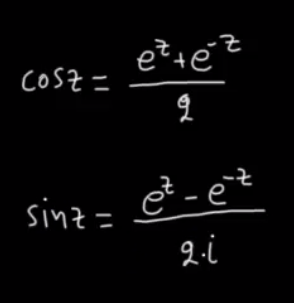 cosz = (e^z + e^-z) / 2
sinz = (e^z - e^-z) / 2.i